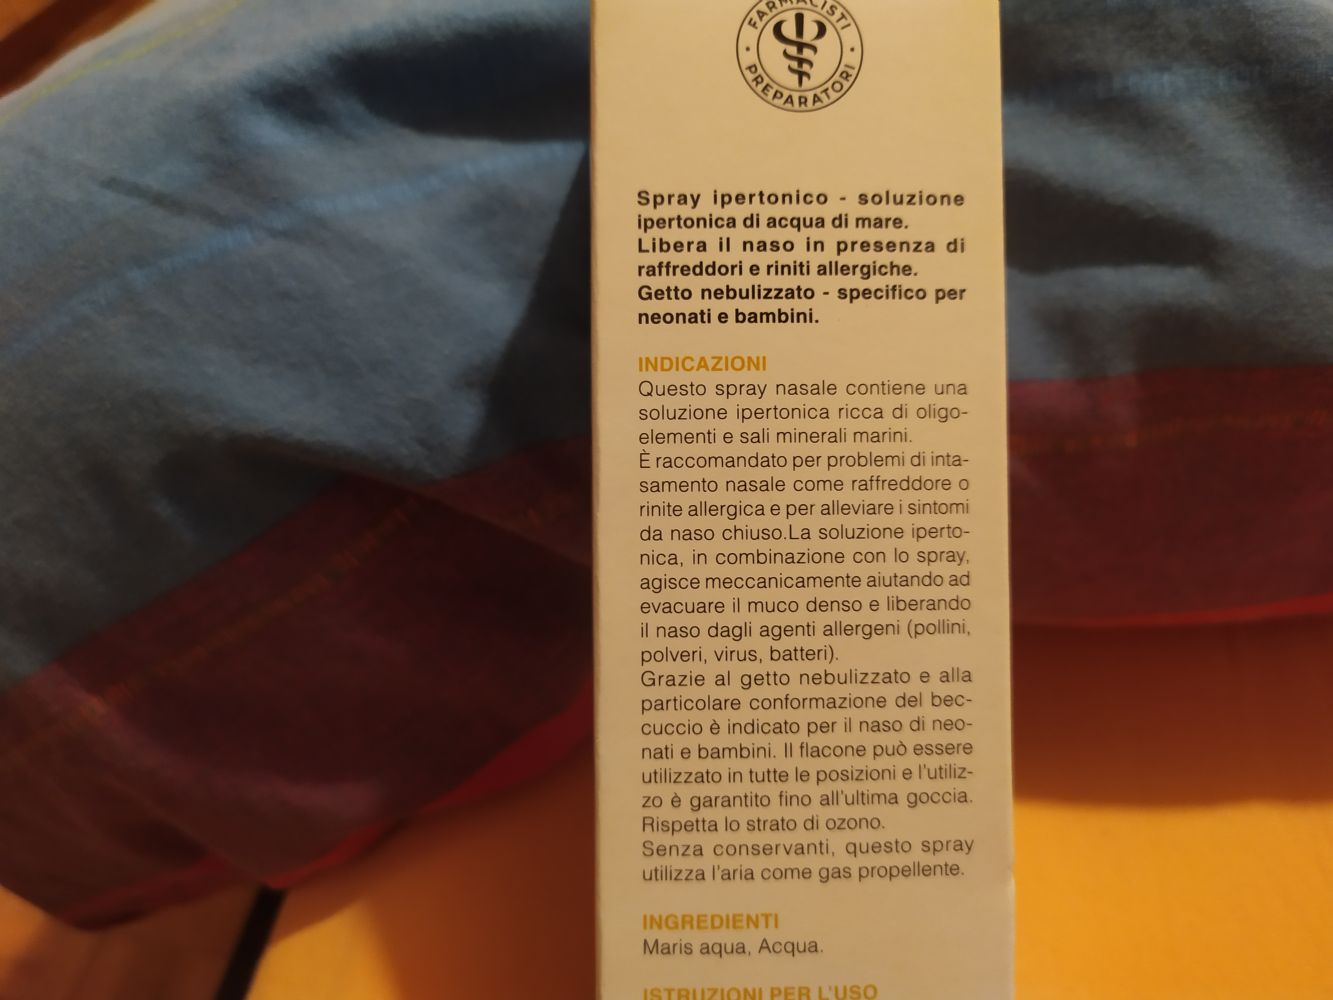 FARMACISTI
PREPARATORI
Spray ipertonico - soluzione
ipertonica di acqua di mare.
Libera il naso in presenza di
raffreddori e riniti allergiche.
Getto nebulizzato - specifico per
neonati e bambini.
INDICAZIONI
Questo spray nasale contiene una
soluzione ipertonica ricca di oligo-
elementi e sali minerali marini.
È raccomandato per problemi di inta-
samento nasale come raffreddore o
rinite allergica e per alleviare i sintomi
da naso chiuso.La soluzione iperto-
nica, in combinazione con lo spray,
agisce meccanicamente aiutando ad
evacuare il muco denso e liberando
il naso dagli agenti allergeni (pollini,
polveri, virus, batteri).
Grazie al getto nebulizzato e alla
particolare conformazione del bec-
cuccio è indicato per il naso di neo-
nati e bambini. Il flacone può essere
utilizzato in tutte le posizioni e l'utiliz-
zo è garantito fino all'ultima goccia.
Rispetta lo strato di ozono.
Senza conservanti, questo spray
utilizza l'aria come gas propellente.
INGREDIENTI
Maris aqua, Acqua.
ISTRUZIONI PER L'USO